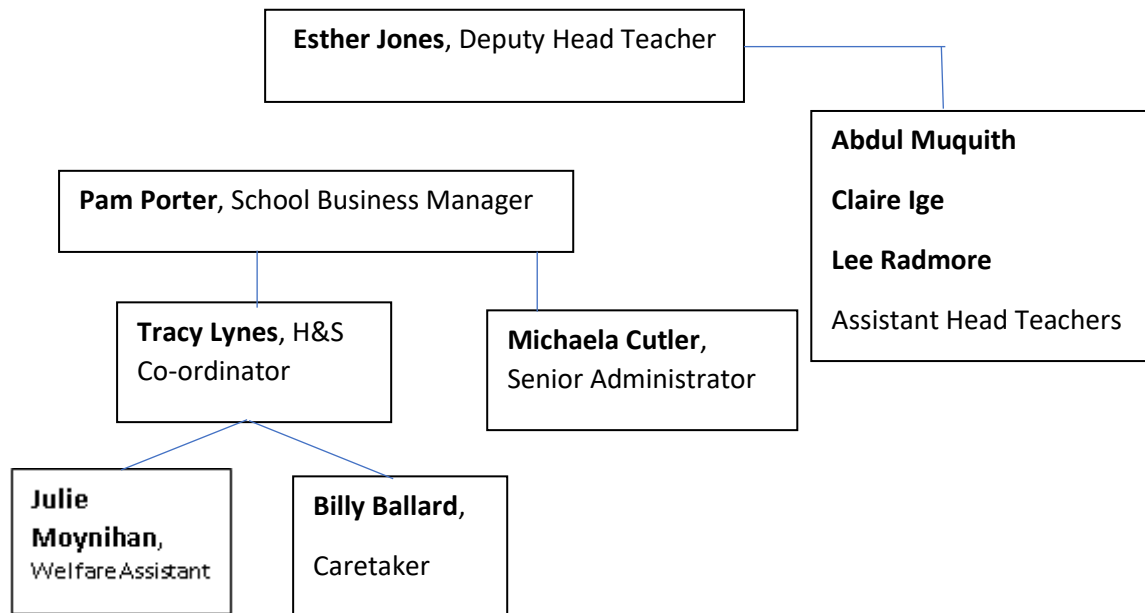 Esther Jones, Deputy Head Teacher
Abdul Muquith
Claire Ige
Lee Radmore
Assistant Head Teachers
Pam Porter, School Business Manager
Tracy Lynes, H&S
Co-ordinator
Michaela Cutler,
Senior Administrator
Julie
Moynihan,
Welfare Assistant
Billy Ballard,
Caretaker